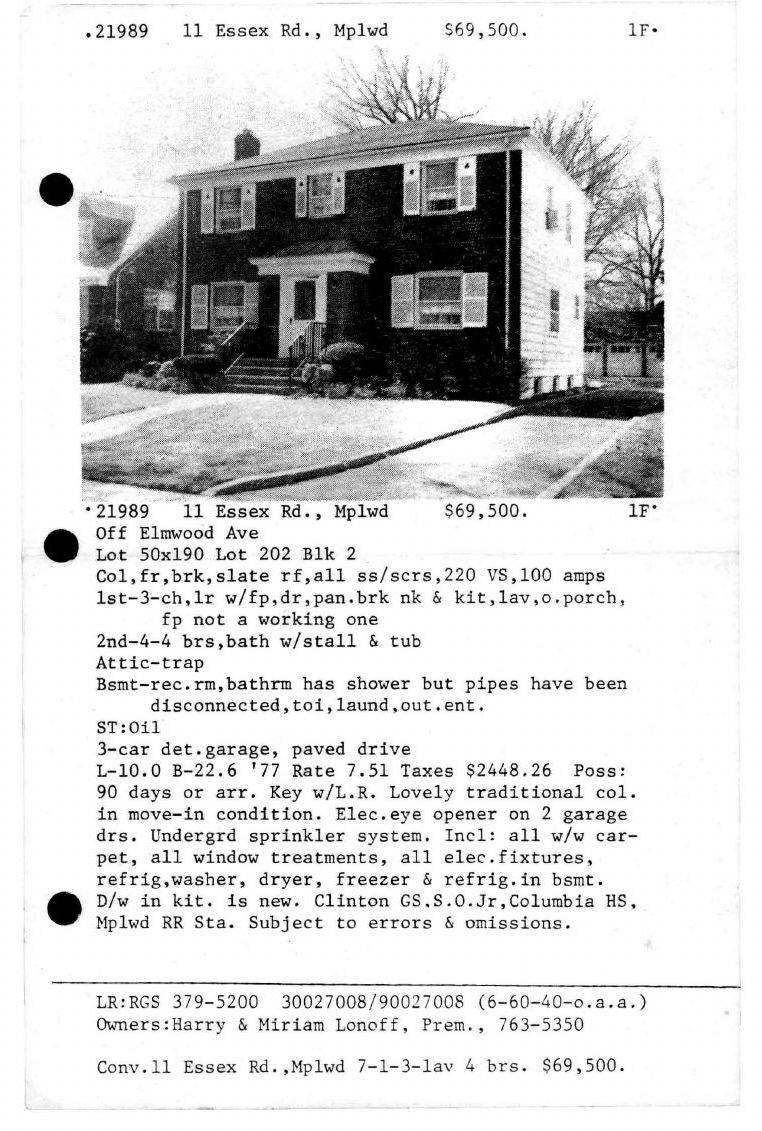 .21989 11 Essex Rd., Mplwd $69,500. 1F.
.21989 11 Essex Rd., Mplwd $69,500. 1F.
Off Elmwood Ave
Lot 50x190 Lot 202 Blk 2
Col,fr,brk,slate rf,all ss/scrs,220 VS,100 amps
1st-3-ch,lr w/fp,dr,pan.brk nk & kit,lav,o.porch,
fp not a working one
2nd-4-4 brs,bath w/stall & tub
Attic-trap
Bsmt-rec.rm,bathrm has shower but pipes have been
disconnected,toi,laund,out.ent.
ST:Oil
3-car det.garage, paved drive
L-10.0 B-22.6 '77 Rate 7.51 Taxes $2448.26 Poss:
90 days or arr. Key w/L.R. Lovely traditional col.
in move-in condition. Elec.eye opener on 2 garage
drs. Undergrd sprinkler system. Incl: all w/w car-
pet, all window treatments, all elec.fixtures,
refrig,washer, dryer, freezer & refrig.in bsmt.
D/w in kit. is new. Clinton GS.S.O.Jr,Columbia HS,
Mplwd RR Sta. Subject to errors & omissions.
LR:RGS 379-5200 30027008/90027008 (6-60-40-o.a.a.)
Owners:Harry & Miriam Lonoff, Prem., 763-5350
Conv.11 Essex Rd.,Mplwd 7-1-3-lav 4 brs. $69,500.